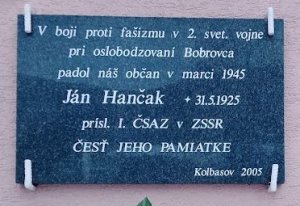 V boji proti fašizmu v 2. svet. vojne
pri oslobodzovaní Bobrovca
padol náš občan v marci 1945
Ján Hančak + 31.5.1925
prísl. I. ČSAZ v ZSSR
ČESŤ JEHO PAMIATKE
Kolbasov 2005